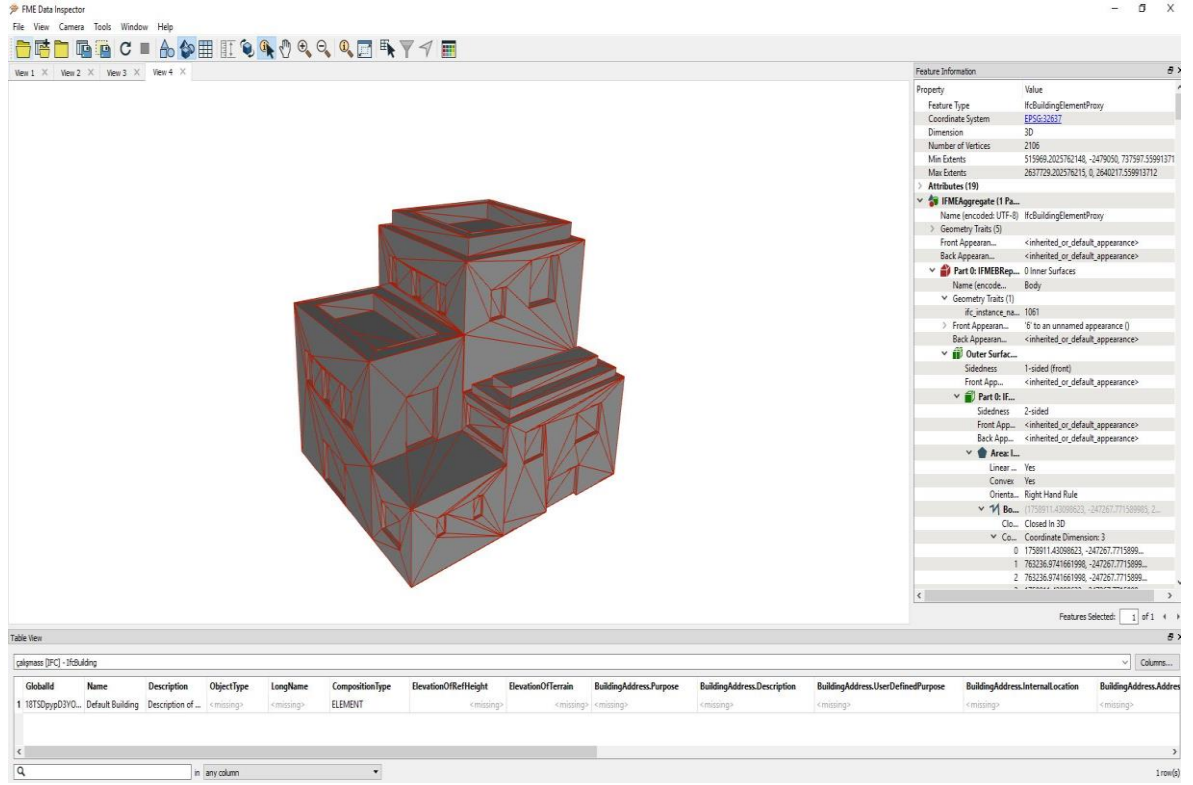 FME Data Inspector
File View Camera Tools Window Help
View 1 View 2 View 3 View 4
Feature Information
Property Value
Feature Type IfcBuildingElementProxy
Coordinate System EPSG:32637
Dimension 3D
Number of Vertices 2106
Min Extents 515969.2025762148, -2479050, 737597.55991371
Max Extents 2637729.202576215, 0, 2640217.559913712
Attributes (19)
IFMEAggregate (1 Pa...
Name (encoded: UTF-8) IfcBuildingElementProxy
Geometry Traits (5)
Front Appearan... <inherited_or_default_appearance>
Back Appearan... <inherited_or_default_appearance>
Part 0: IFMEBRep... 0 Inner Surfaces
Name (encode... Body
Geometry Traits (1)
ifc_instance_na... 1061
Front Appearan... '6' to an unnamed appearance ()
Back Appearan... <inherited_or_default_appearance>
Outer Surfac...
Sidedness 1-sided (front)
Front App... <inherited_or_default_appearance>
Part 0: IF...
Sidedness 2-sided
Front App... <inherited_or_default_appearance>
Back App... <inherited_or_default_appearance>
Area: I...
Linear ... Yes
Convex Yes
Orienta... Right Hand Rule
Bo... (1758911.43098623, -247267.771589985, 2...
Clo... Closed In 3D
Co... Coordinate Dimension: 3
0 1758911.43098623, -247267.7715899...
1 763236.9741661998, -247267.7715899...
2 763236.9741661998, -247267.7715899...
Features Selected: 1 of 1
Table View
çalışmass [IFC] - IfcBuilding
Columns...
GlobalId Name Description ObjectType LongName CompositionType ElevationOfRefHeight ElevationOfTerrain BuildingAddress.Purpose BuildingAddress.Description BuildingAddress.UserDefinedPurpose BuildingAddress.InternalLocation BuildingAddress.Addres
1 18TSDpypD3YO... Default Building Description of ... <missing> <missing> ELEMENT <missing> <missing> <missing> <missing> <missing> <missing> <missing>
in any column
1 row(s)